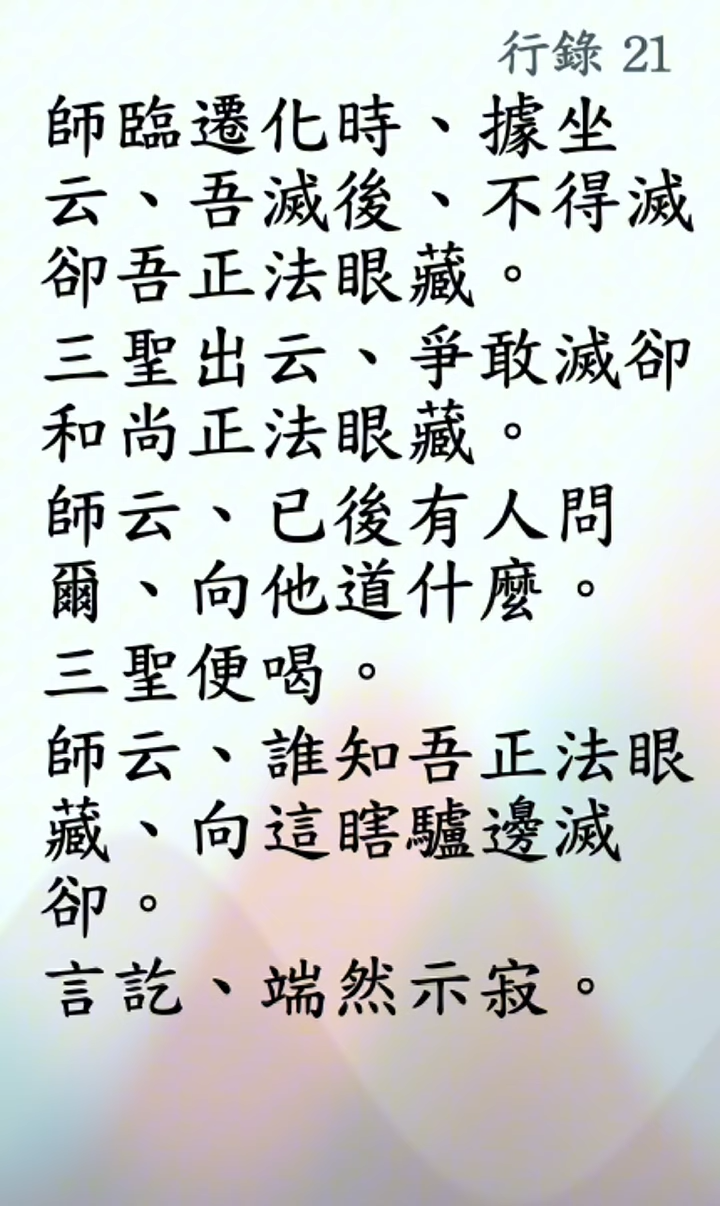 行錄 21
師臨遷化時、據坐
云、吾滅後、不得滅
卻吾正法眼藏。
三聖出云、爭敢滅卻
和尚正法眼藏。
師云、已後有人問
爾、向他道什麼。
三聖便喝。
師云、誰知吾正法眼
藏、向這瞎驢邊滅
卻。
言訖、端然示寂。